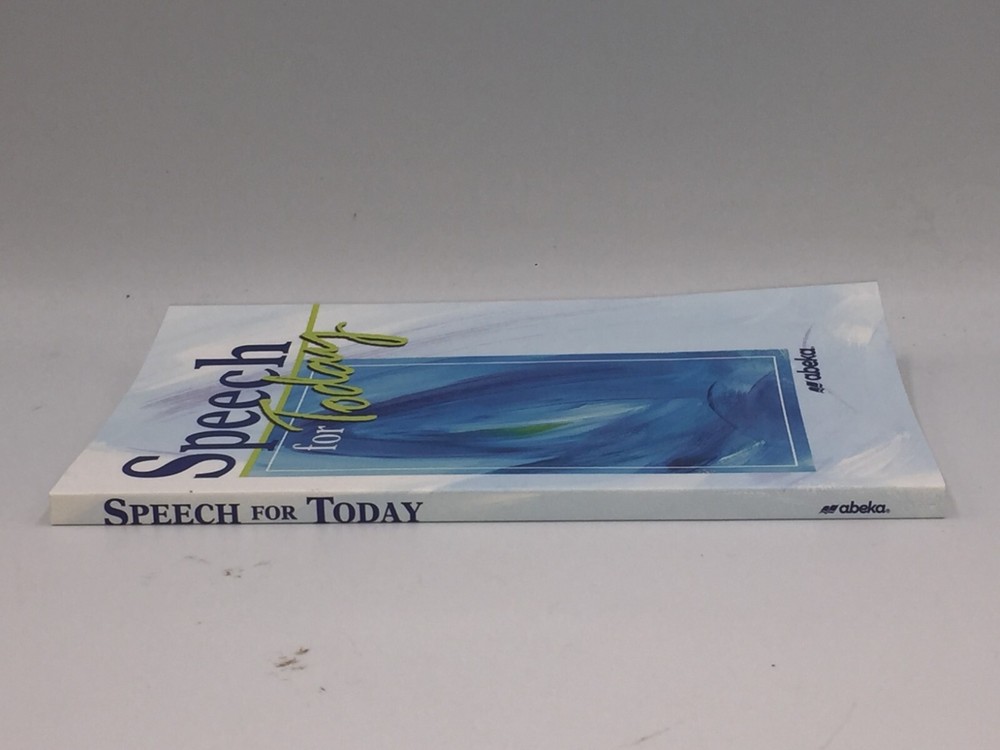 Speech
for Today
abeka
SPEECH FOR TODAY
abeka